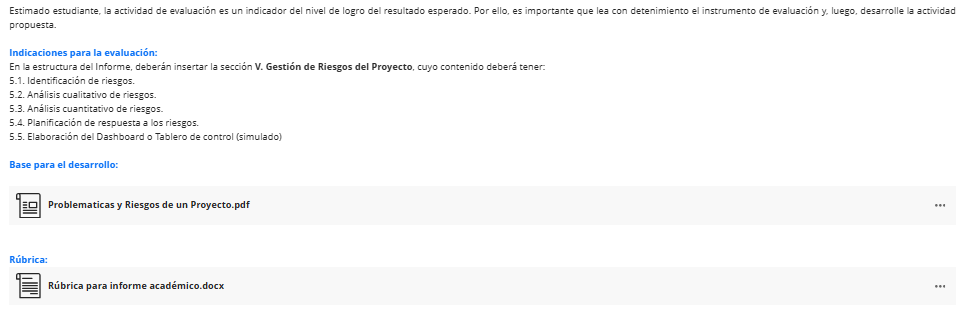 Estimado estudiante, la actividad de evaluación es un indicador del nivel de logro del resultado esperado. Por ello, es importante que lea con detenimiento el instrumento de evaluación y, luego, desarrolle la actividad
propuesta.
Indicaciones para la evaluación:
En la estructura del Informe, deberán insertar la sección V. Gestión de Riesgos del Proyecto, cuyo contenido deberá tener:
5.1. Identificación de riesgos.
5.2. Análisis cualitativo de riesgos.
5.3. Análisis cuantitativo de riesgos.
5.4. Planificación de respuesta a los riesgos.
5.5. Elaboración del Dashboard o Tablero de control (simulado)
Base para el desarrollo:
Problematicas y Riesgos de un Proyecto.pdf
Rúbrica:
Rúbrica para informe académico.docx